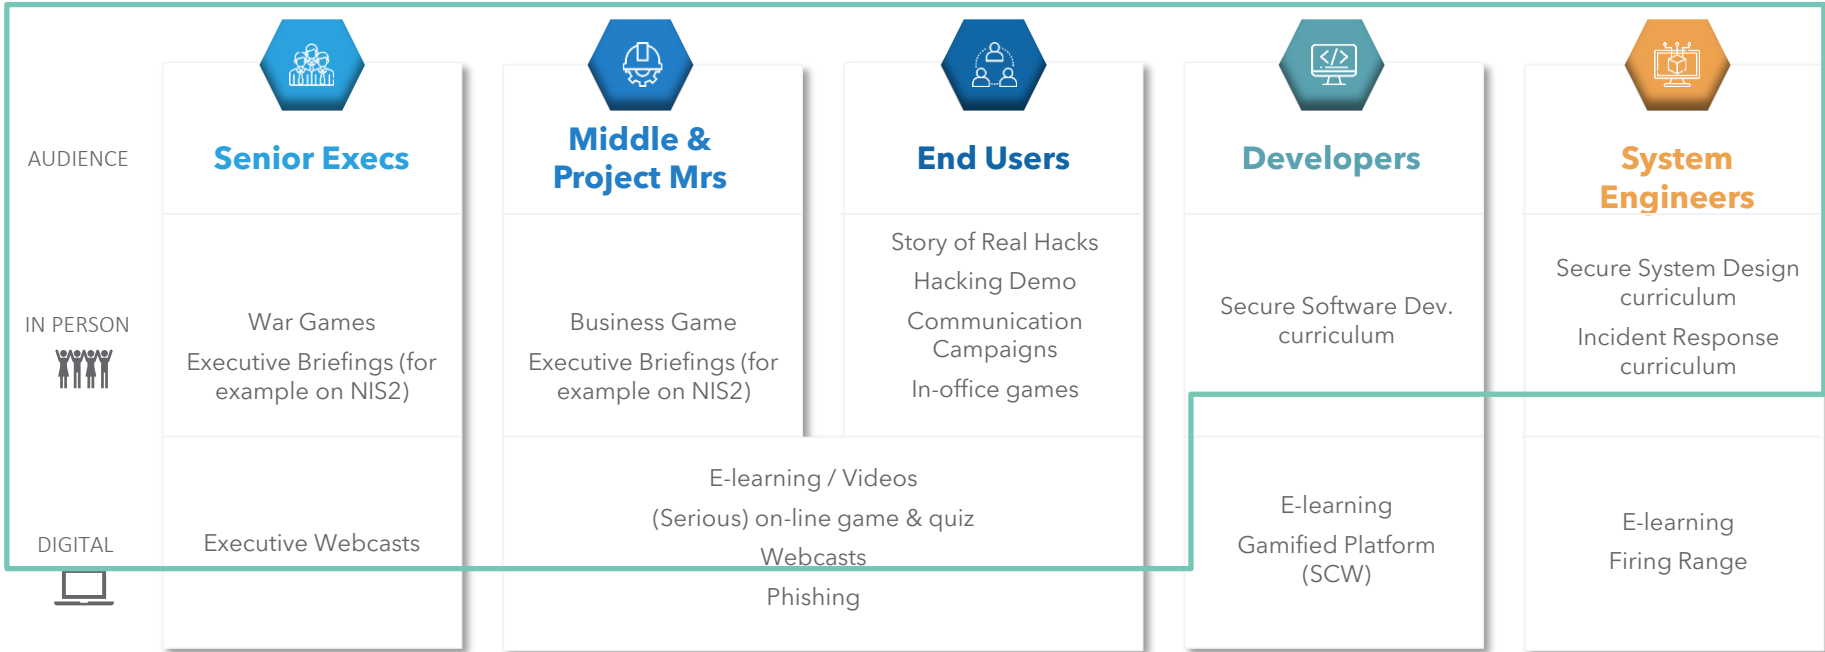 AUDIENCE
Senior Execs
Middle &
Project Mrs
End Users
Developers
System
Engineers
IN PERSON
War Games
Executive Briefings (for
example on NIS2)
Business Game
Executive Briefings (for
example on NIS2)
Story of Real Hacks
Hacking Demo
Communication
Campaigns
In-office games
Secure Software Dev.
curriculum
Secure System Design
curriculum
Incident Response
curriculum
DIGITAL
Executive Webcasts
E-learning / Videos
(Serious) on-line game & quiz
Webcasts
Phishing
E-learning
Gamified Platform
(SCW)
E-learning
Firing Range